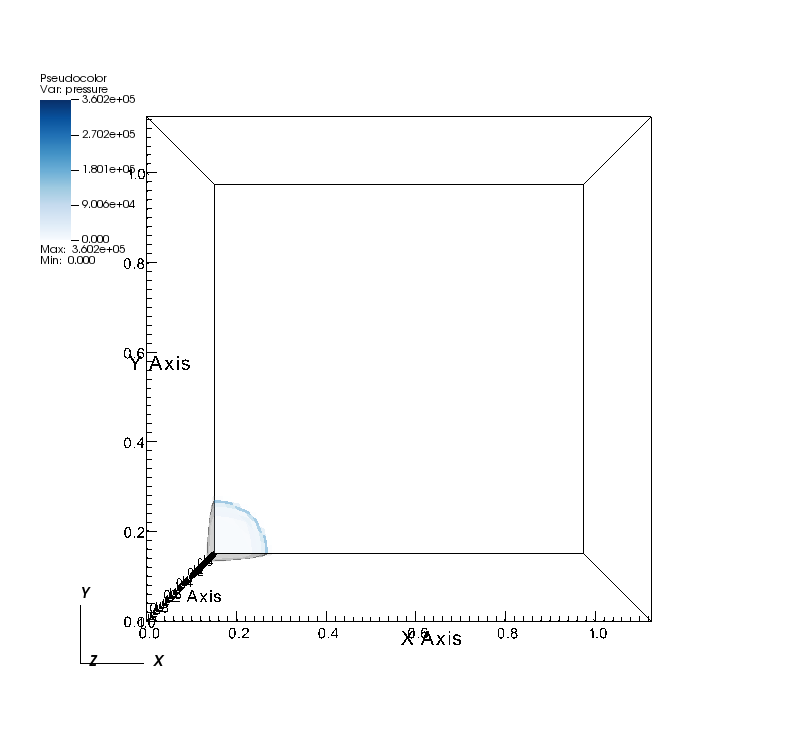 Pseudocolor
Var: pressure
3.602e+05
2.702e+05
1.801e+05
9.006e+04
0.000
Max: 3.602e+05
Min: 0.000
1.0
0.8
0.6
Y Axis
0.4
0.2
0.0
Axis
0.0
0.2
0.4
0.6
0.8
1.0
X Axis
Y
Z
X